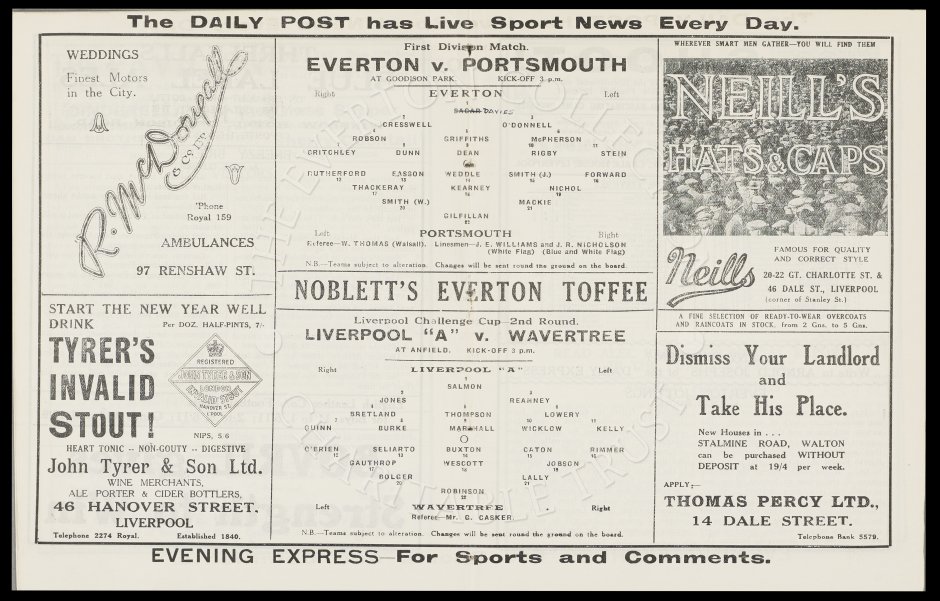 The DAILY POST has Live Sport News Every Day.
WEDDINGS
Finest Motors
in the City.
R. McDougall
& CO LTD
'Phone
Royal 159
AMBULANCES
97 RENSHAW ST.
START THE NEW YEAR WELL
DRINK Per DOZ. HALF-PINTS, 7/-
TYRER'S
INVALID
STOUT!
REGISTERED
JOHN TYRER & SON
LONDON
INVALID STOUT
HANOVER ST.
L'POOL
NIPS, 5/6
HEART TONIC -- NON-GOUTY -- DIGESTIVE
John Tyrer & Son Ltd.
WINE MERCHANTS,
ALE PORTER & CIDER BOTTLERS,
46 HANOVER STREET,
LIVERPOOL
Telephone 2274 Royal. Established 1840.
First Division Match.
EVERTON v. PORTSMOUTH
AT GOODISON PARK. KICK-OFF 3 p.m.
Right EVERTON Left
DAVIES
CRESSWELL O'DONNELL
ROBSON GRIFFITHS McPHERSON
CRITCHLEY DUNN DEAN RIGBY STEIN
RUTHERFORD EASSON WEDDLE SMITH (J.) FORWARD
THACKERAY KEARNEY NICHOL
SMITH (W.) MACKIE
GILFILLAN
Left PORTSMOUTH Right
Referee—W. THOMAS (Walsall). Linesmen—J. E. WILLIAMS and J. R. NICHOLSON
(White Flag) (Blue and White Flag)
N.B.—Teams subject to alteration. Changes will be sent round the ground on the board.
NOBLETT'S EVERTON TOFFEE
Liverpool Challenge Cup—2nd Round.
LIVERPOOL "A" v. WAVERTREE
AT ANFIELD. KICK-OFF 3 p.m.
Right LIVERPOOL "A" Left
SALMON
JONES REAHNEY
BRETLAND THOMPSON LOWERY
QUINN BURKE MARSHALL WICKLOW KELLY
O'BRIEN SELIARTO BUXTON CATON RIMMER
GAUTHROP WESCOTT JOBSON
BOLGER LALLY
ROBINSON
Left WAVERTREE Right
Referee—Mr. G. CASKER.
N.B.—Teams subject to alteration. Changes will be sent round the ground on the board.
WHEREVER SMART MEN GATHER—YOU WILL FIND THEM
NEILL'S
HATS & CAPS
Neills
FAMOUS FOR QUALITY
AND CORRECT STYLE
20-22 GT. CHARLOTTE ST. &
46 DALE ST., LIVERPOOL
(corner of Stanley St.)
A FINE SELECTION OF READY-TO-WEAR OVERCOATS
AND RAINCOATS IN STOCK, from 2 Gns. to 5 Gns.
Dismiss Your Landlord
and
Take His Place.
New Houses in . . .
STALMINE ROAD, WALTON
can be purchased WITHOUT
DEPOSIT at 19/4 per week.
APPLY:—
THOMAS PERCY LTD.,
14 DALE STREET.
Telephone Bank 5579.
EVENING EXPRESS—For Sports and Comments.